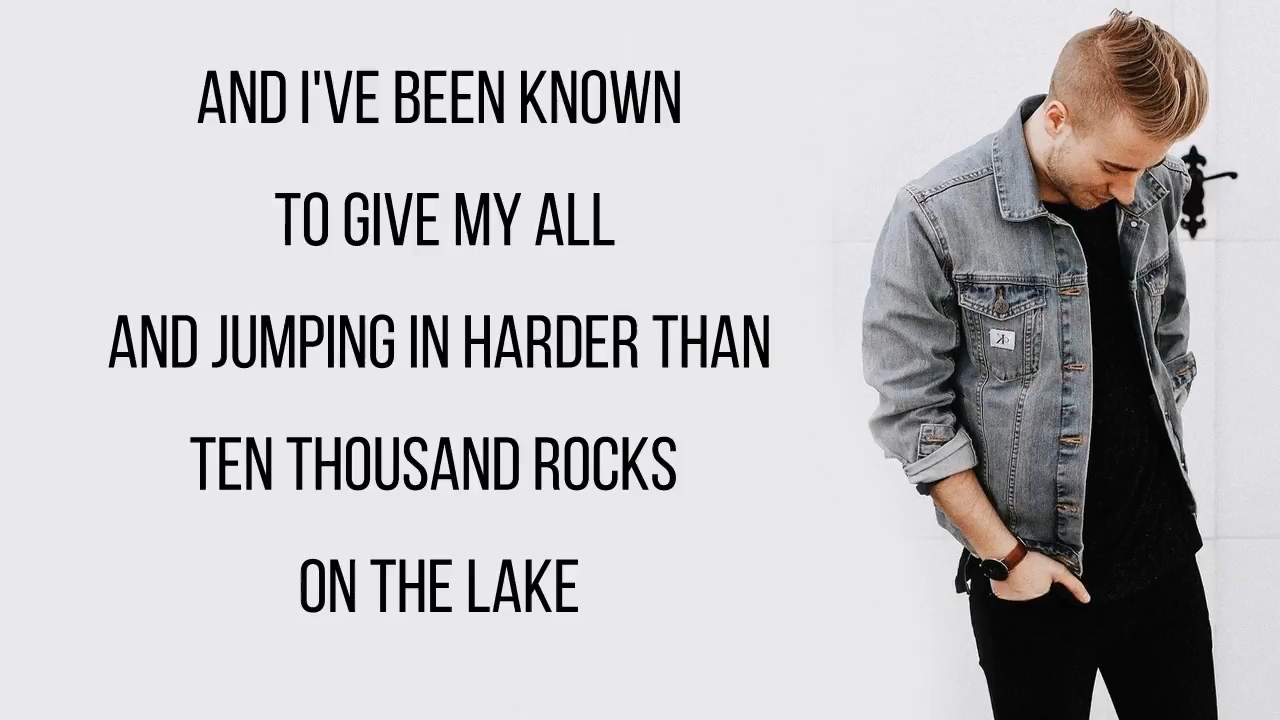 AND I'VE BEEN KNOWN
TO GIVE MY ALL
AND JUMPING IN HARDER THAN
TEN THOUSAND ROCKS
ON THE LAKE